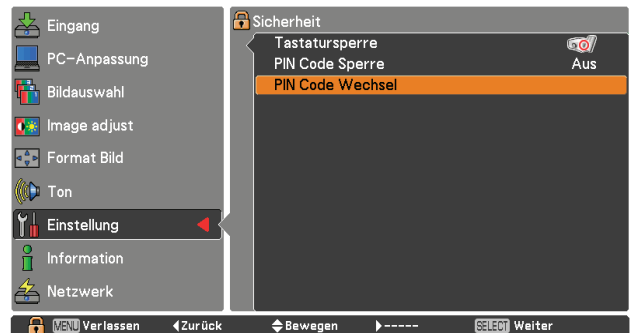 Eingang
PC-Anpassung
Bildauswahl
Image adjust
Format Bild
Ton
Einstellung
Information
Netzwerk
Sicherheit
Tastatursperre
PIN Code Sperre Aus
PIN Code Wechsel
MENU Verlassen Zurück Bewegen ----- SELECT Weiter